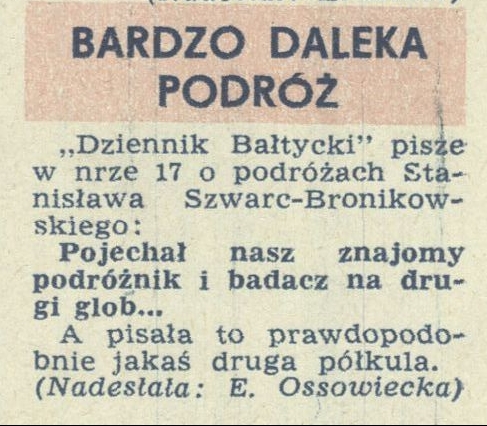 BARDZO DALEKA
PODRÓŻ
„Dziennik Bałtycki” pisze
w nrze 17 o podróżach Sta-
nisława Szwarc-Bronikow-
skiego:
Pojechał nasz znajomy
podróżnik i badacz na dru-
gi glob...
A pisała to prawdopodo-
bnie jakaś druga półkula.
(Nadesłała: E. Ossowiecka)